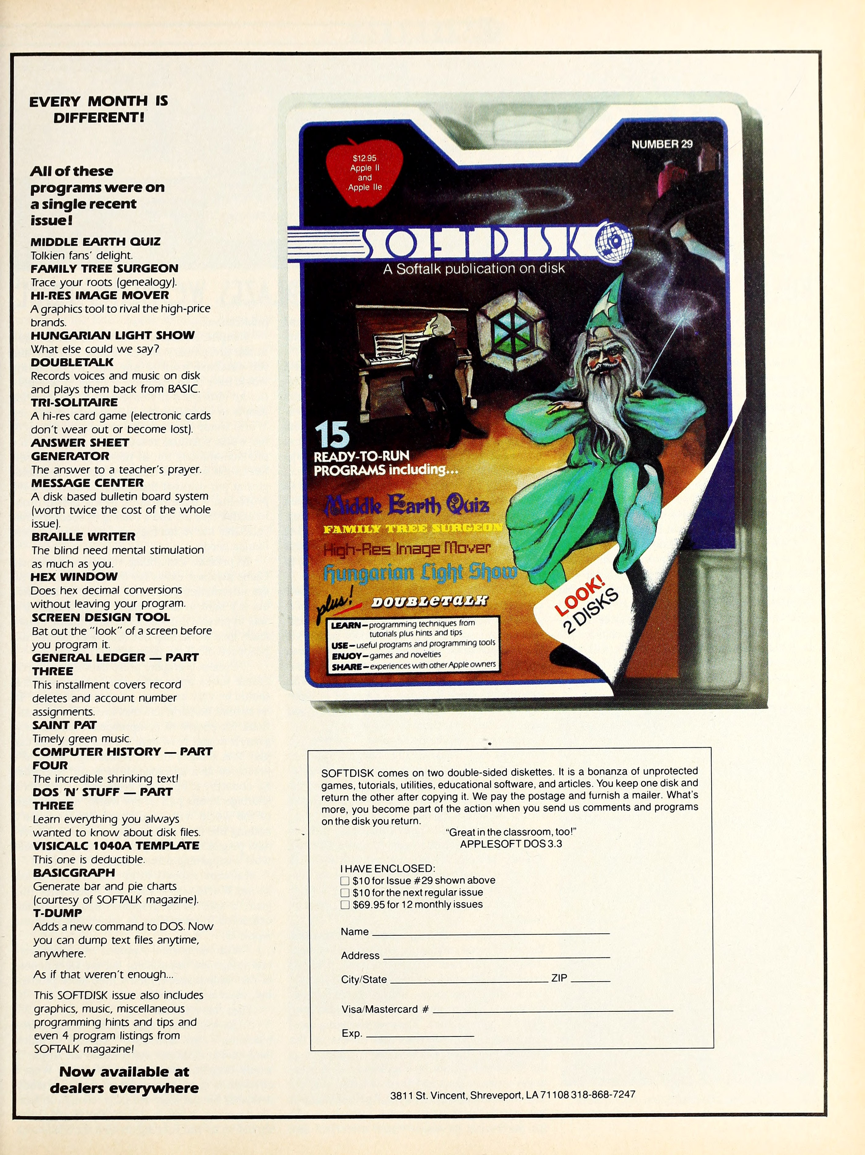 EVERY MONTH IS
DIFFERENT!
All of these
programs were on
a single recent
issue!
MIDDLE EARTH QUIZ
Tolkien fans' delight.
FAMILY TREE SURGEON
Trace your roots (genealogy).
HI-RES IMAGE MOVER
A graphics tool to rival the high-price
brands.
HUNGARIAN LIGHT SHOW
What else could we say?
DOUBLETALK
Records voices and music on disk
and plays them back from BASIC.
TRI-SOLITAIRE
A hi-res card game (electronic cards
don't wear out or become lost).
ANSWER SHEET
GENERATOR
The answer to a teacher's prayer.
MESSAGE CENTER
A disk based bulletin board system
(worth twice the cost of the whole
issue).
BRAILLE WRITER
The blind need mental stimulation
as much as you.
HEX WINDOW
Does hex decimal conversions
without leaving your program.
SCREEN DESIGN TOOL
Bat out the "look" of a screen before
you program it.
GENERAL LEDGER — PART
THREE
This installment covers record
deletes and account number
assignments.
SAINT PAT
Timely green music.
COMPUTER HISTORY — PART
FOUR
The incredible shrinking text!
DOS 'N' STUFF — PART
THREE
Learn everything you always
wanted to know about disk files.
VISICALC 1040A TEMPLATE
This one is deductible.
BASICGRAPH
Generate bar and pie charts
(courtesy of SOFTALK magazine).
T-DUMP
Adds a new command to DOS. Now
you can dump text files anytime,
anywhere.
As if that weren't enough...
This SOFTDISK issue also includes
graphics, music, miscellaneous
programming hints and tips and
even 4 program listings from
SOFTALK magazine!
Now available at
dealers everywhere
$12.95
Apple II
and
Apple IIe
NUMBER 29
SOFTDISK
A Softalk publication on disk
15
READY-TO-RUN
PROGRAMS including...
Middle Earth Quiz
FAMILY TREE SURGEON
High-Res Image Mover
Hungarian Light Show
plus! DOUBLETALK
LEARN—programming techniques from
tutorials plus hints and tips
USE—useful programs and programming tools
ENJOY—games and novelties
SHARE—experiences with other Apple owners
LOOK!
2 DISKS
SOFTDISK comes on two double-sided diskettes. It is a bonanza of unprotected
games, tutorials, utilities, educational software, and articles. You keep one disk and
return the other after copying it. We pay the postage and furnish a mailer. What's
more, you become part of the action when you send us comments and programs
on the disk you return.
"Great in the classroom, too!"
APPLESOFT DOS 3.3
I HAVE ENCLOSED:
$10 for Issue #29 shown above
$10 for the next regular issue
$69.95 for 12 monthly issues
Name
Address
City/State ZIP
Visa/Mastercard #
Exp.
3811 St. Vincent, Shreveport, LA 71108 318-868-7247